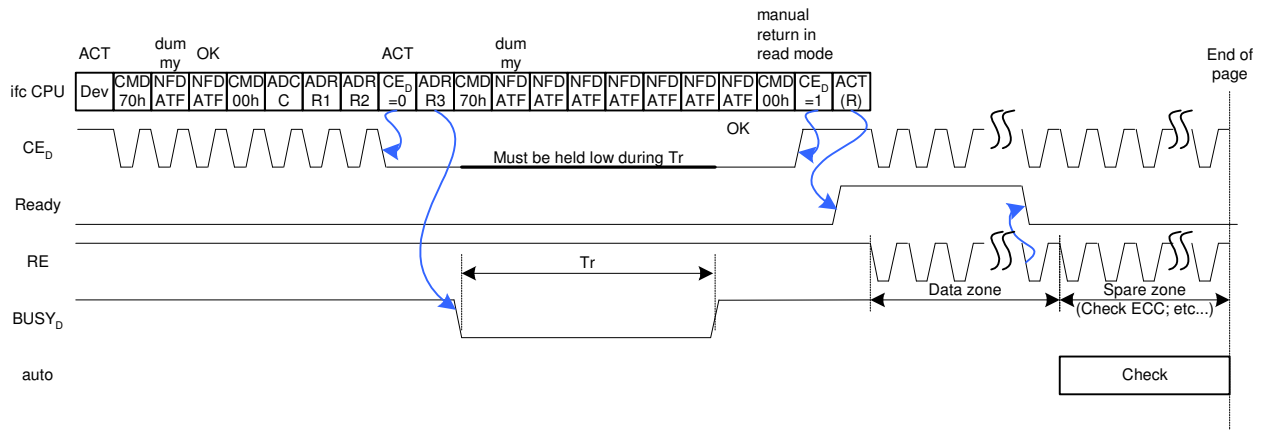 manual
return in
read mode
ACT
dum
my
OK
ACT
dum
my
End of
page
ifc CPU
Dev
CMD
70h
NFD
ATF
NFD
ATF
CMD
00h
ADC
C
ADR
R1
ADR
R2
CED
=0
ADR
R3
CMD
70h
NFD
ATF
NFD
ATF
NFD
ATF
NFD
ATF
NFD
ATF
NFD
ATF
NFD
ATF
CMD
00h
CED
=1
ACT
(R)
OK
CED
Must be held low during Tr
Ready
RE
Tr
Data zone
Spare zone
(Check ECC; etc...)
BUSYD
auto
Check